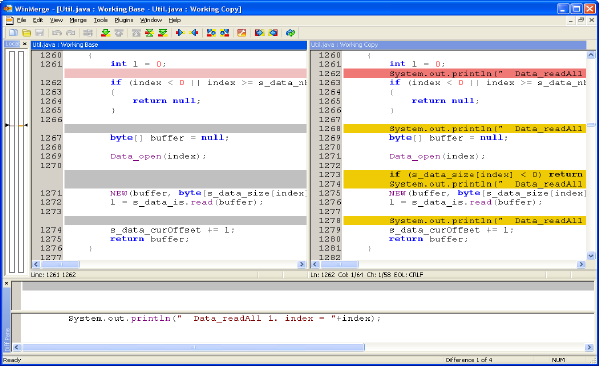 WinMerge - [Util.java : Working Base - Util.java : Working Copy]
File Edit View Merge Tools Plugins Window Help
Util.java : Working Base
Util.java : Working Copy
1260 {
1261 int l = 0;
1262 if (index < 0 || index >= s_data_nb
1263 {
1264 return null;
1265 }
1266
1267 byte[] buffer = null;
1268
1269 Data_open(index);
1270
1271 NEW(buffer, byte[s_data_size[index]
1272 l = s_data_is.read(buffer);
1273
1274 s_data_curOffset += l;
1275 return buffer;
1276 }
1277
1260 {
1261 int l = 0;
1262 System.out.println(" Data_readAll
1263 if (index < 0 || index >= s_data_nb
1264 {
1265 return null;
1266 }
1267
1268 System.out.println(" Data_readAll
1269 byte[] buffer = null;
1270
1271 Data_open(index);
1272
1273 if (s_data_size[index] < 0) return
1274 System.out.println(" Data_readAll
1275 NEW(buffer, byte[s_data_size[index]
1276 l = s_data_is.read(buffer);
1277
1278 System.out.println(" Data_readAll
1279 s_data_curOffset += l;
1280 return buffer;
1281 }
1282
Line: 1261 1262
Ln: 1262 Col: 1/64 Ch: 1/58 EOL: CRLF
System.out.println(" Data_readAll 1. index = "+index);
Diff Pane
Ready
Difference 1 of 4
NUM